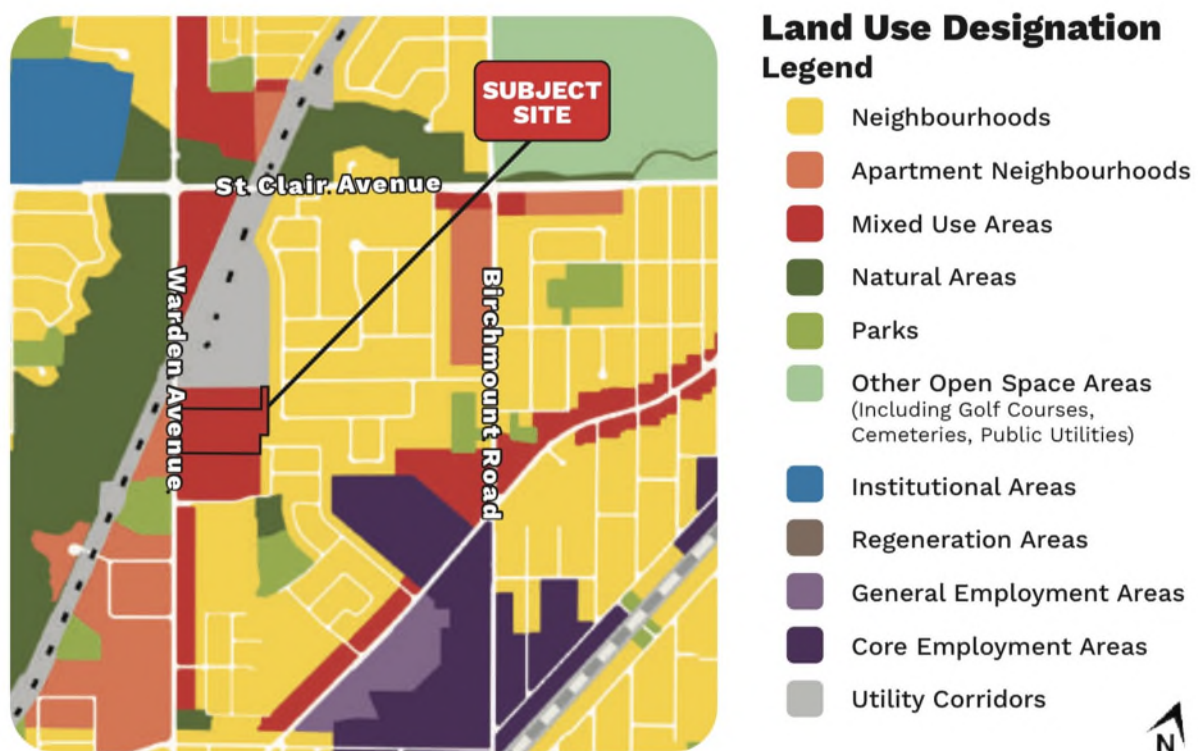 SUBJECT
SITE
St Clair Avenue
Warden Avenue
Birchmount Road
Land Use Designation
Legend
Neighbourhoods
Apartment Neighbourhoods
Mixed Use Areas
Natural Areas
Parks
Other Open Space Areas
(Including Golf Courses,
Cemeteries, Public Utilities)
Institutional Areas
Regeneration Areas
General Employment Areas
Core Employment Areas
Utility Corridors
N